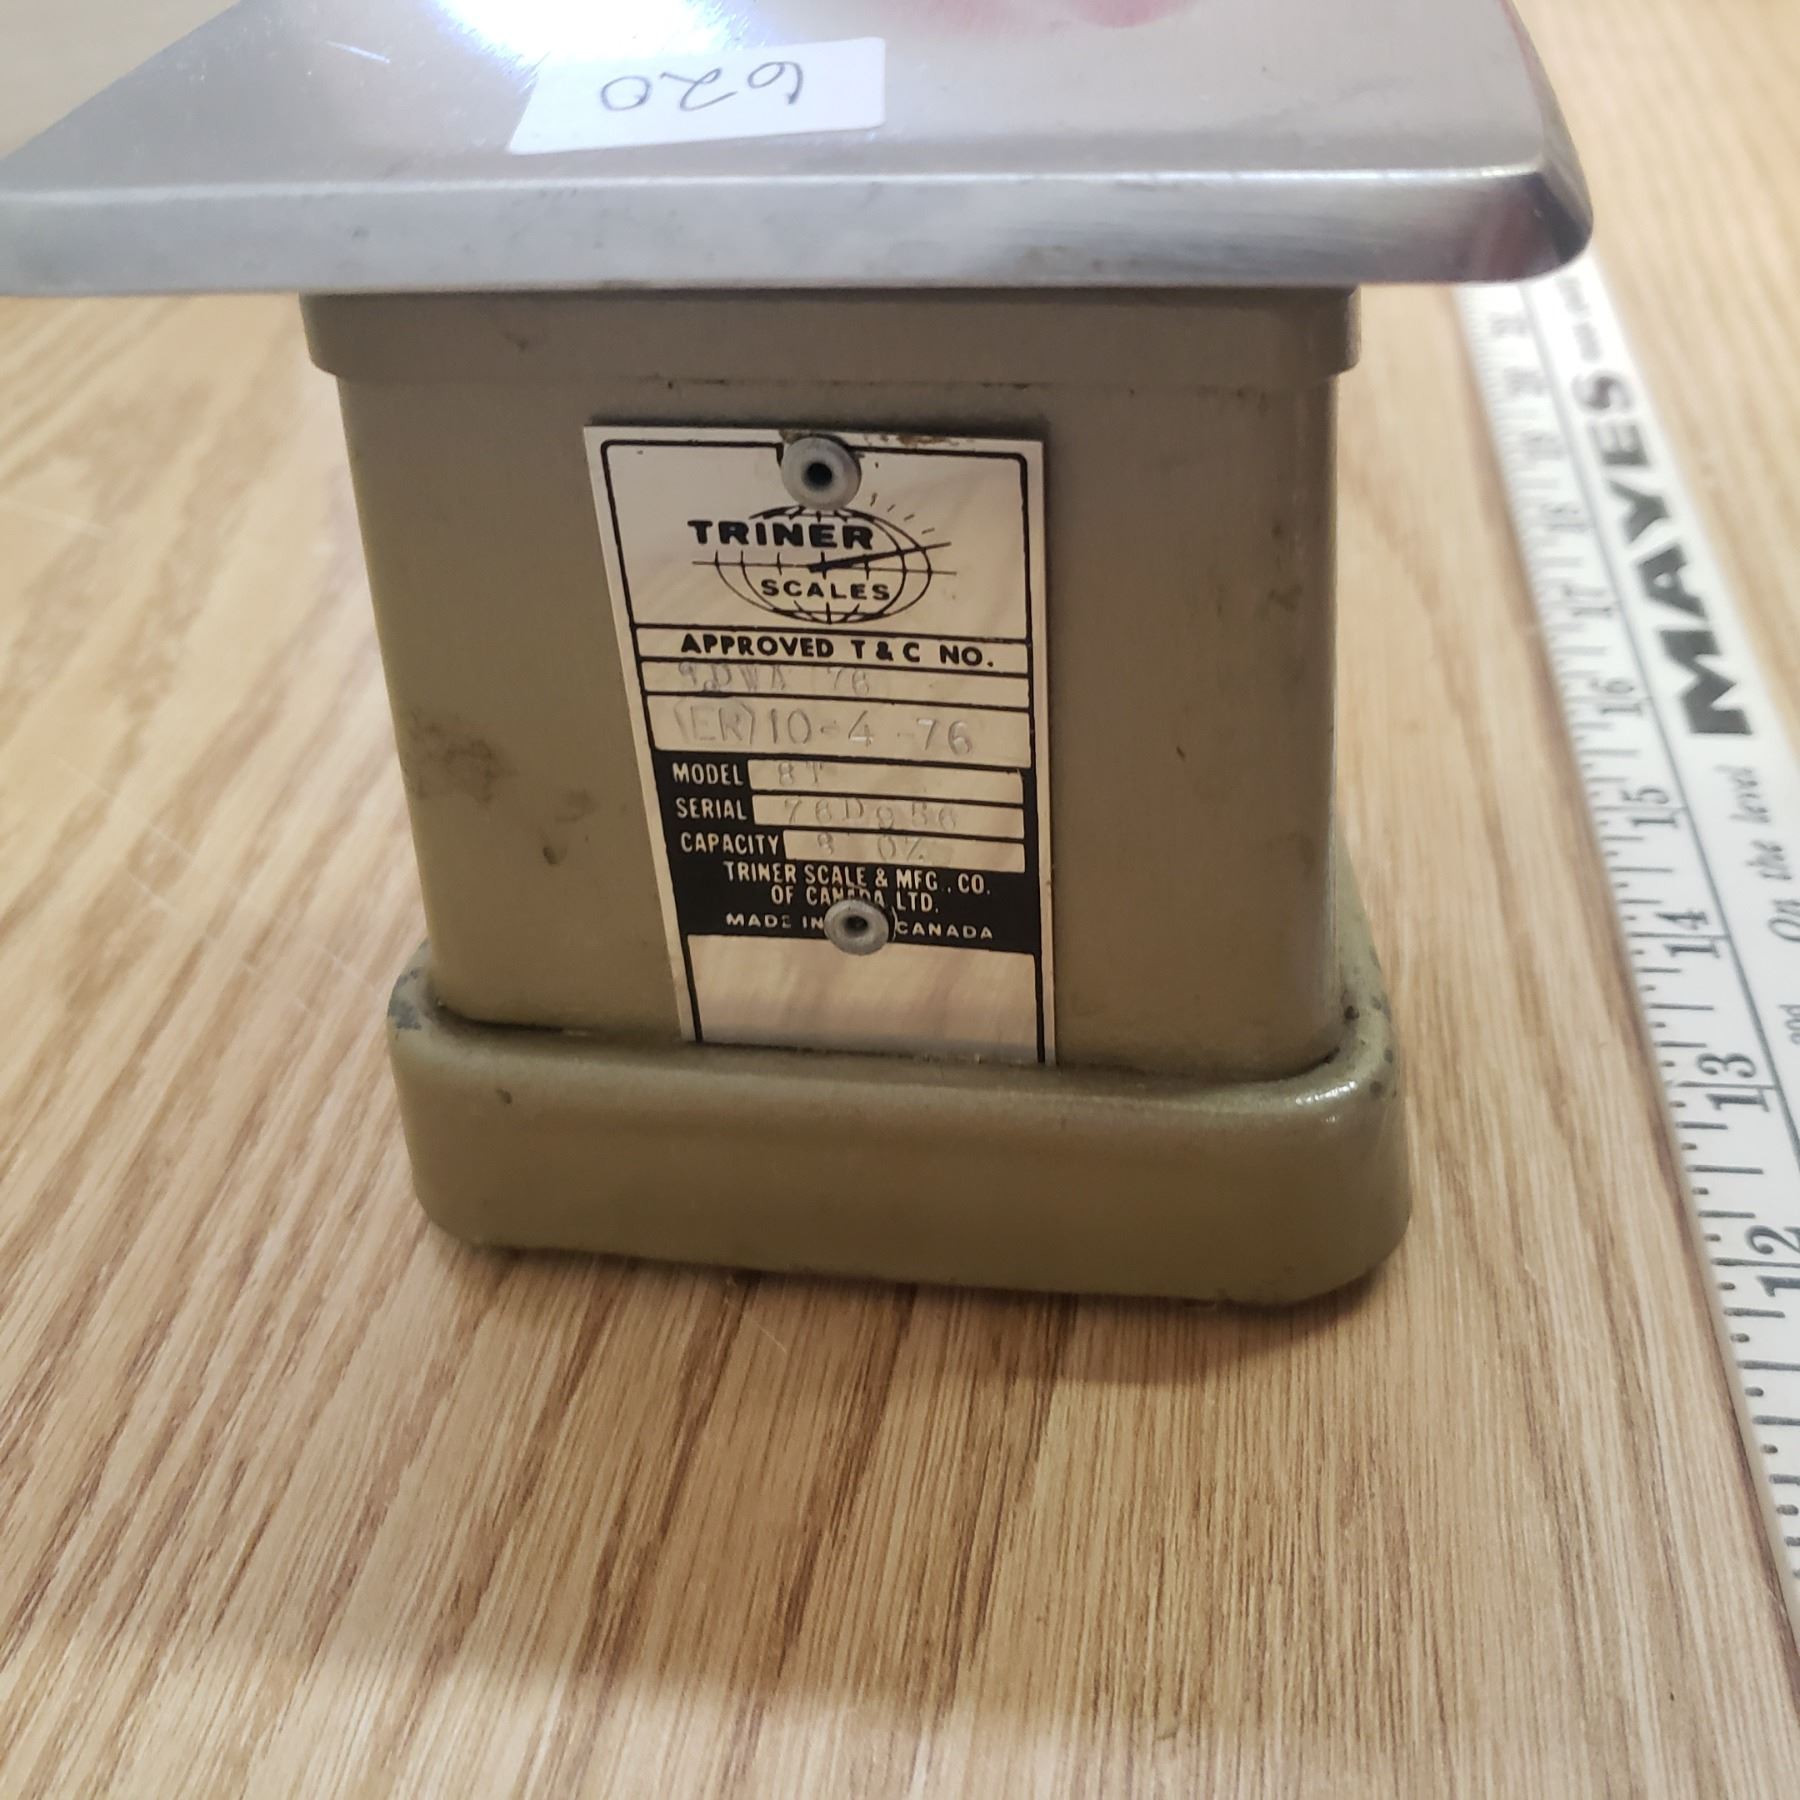 620
TRINER
SCALES
APPROVED T & C NO.
76
(ER) 10-4-76
MODEL 8T
SERIAL
CAPACITY 8 OZ
TRINER SCALE & MFG. CO.
OF CANADA LTD.
MADE IN CANADA
MAYES
On the level
17
16
15
14
13
12